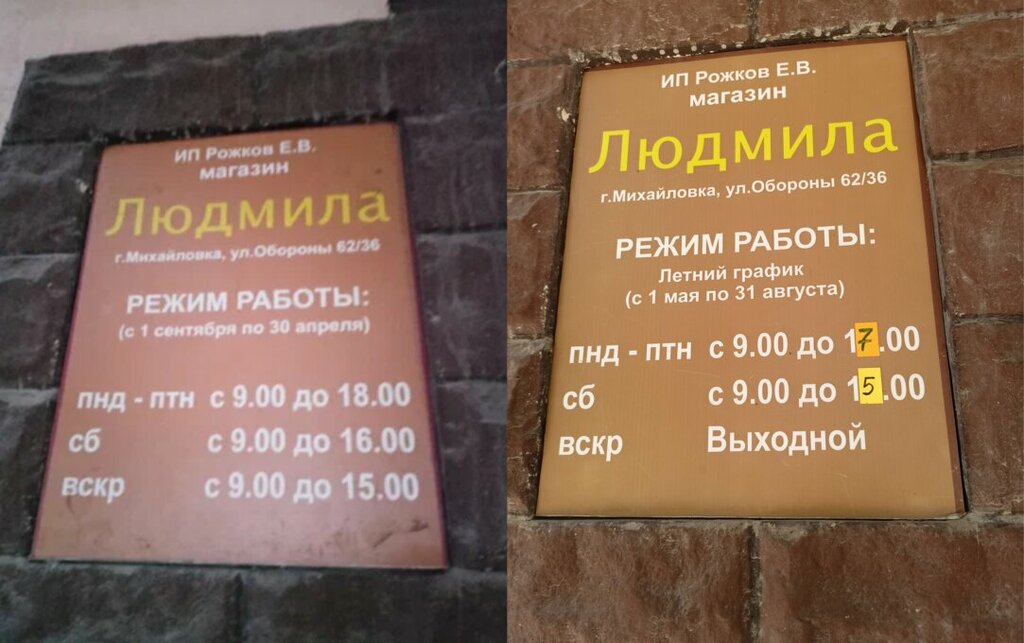 ИП Рожков Е.В.
магазин
Людмила
г.Михайловка, ул.Обороны 62/36
РЕЖИМ РАБОТЫ:
(с 1 сентября по 30 апреля)
пнд - птн с 9.00 до 18.00
сб с 9.00 до 16.00
вскр с 9.00 до 15.00
ИП Рожков Е.В.
магазин
Людмила
г.Михайловка, ул.Обороны 62/36
РЕЖИМ РАБОТЫ:
Летний график
(с 1 мая по 31 августа)
пнд - птн с 9.00 до 17.00
сб с 9.00 до 15.00
вскр Выходной